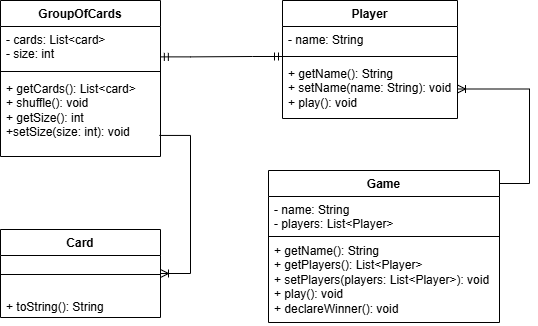 GroupOfCards
- cards: List<card>
- size: int
+ getCards(): List<card>
+ shuffle(): void
+ getSize(): int
+setSize(size: int): void
Player
- name: String
+ getName(): String
+ setName(name: String): void
+ play(): void
Game
- name: String
- players: List<Player>
+ getName(): String
+ getPlayers(): List<Player>
+ setPlayers(players: List<Player>): void
+ play(): void
+ declareWinner(): void
Card
+ toString(): String